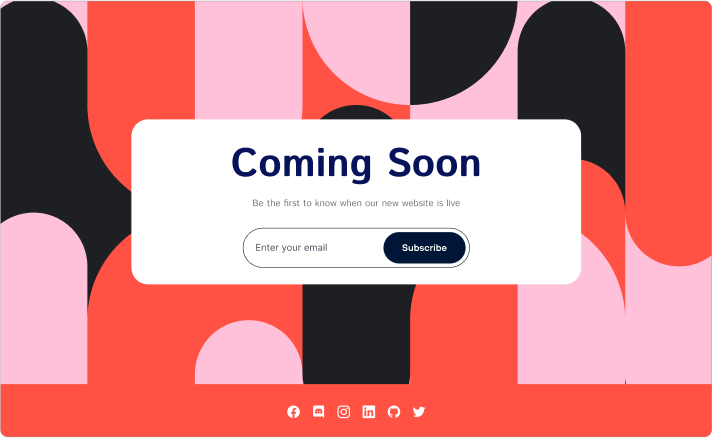 Coming Soon
Be the first to know when our new website is live
Enter your email
Subscribe